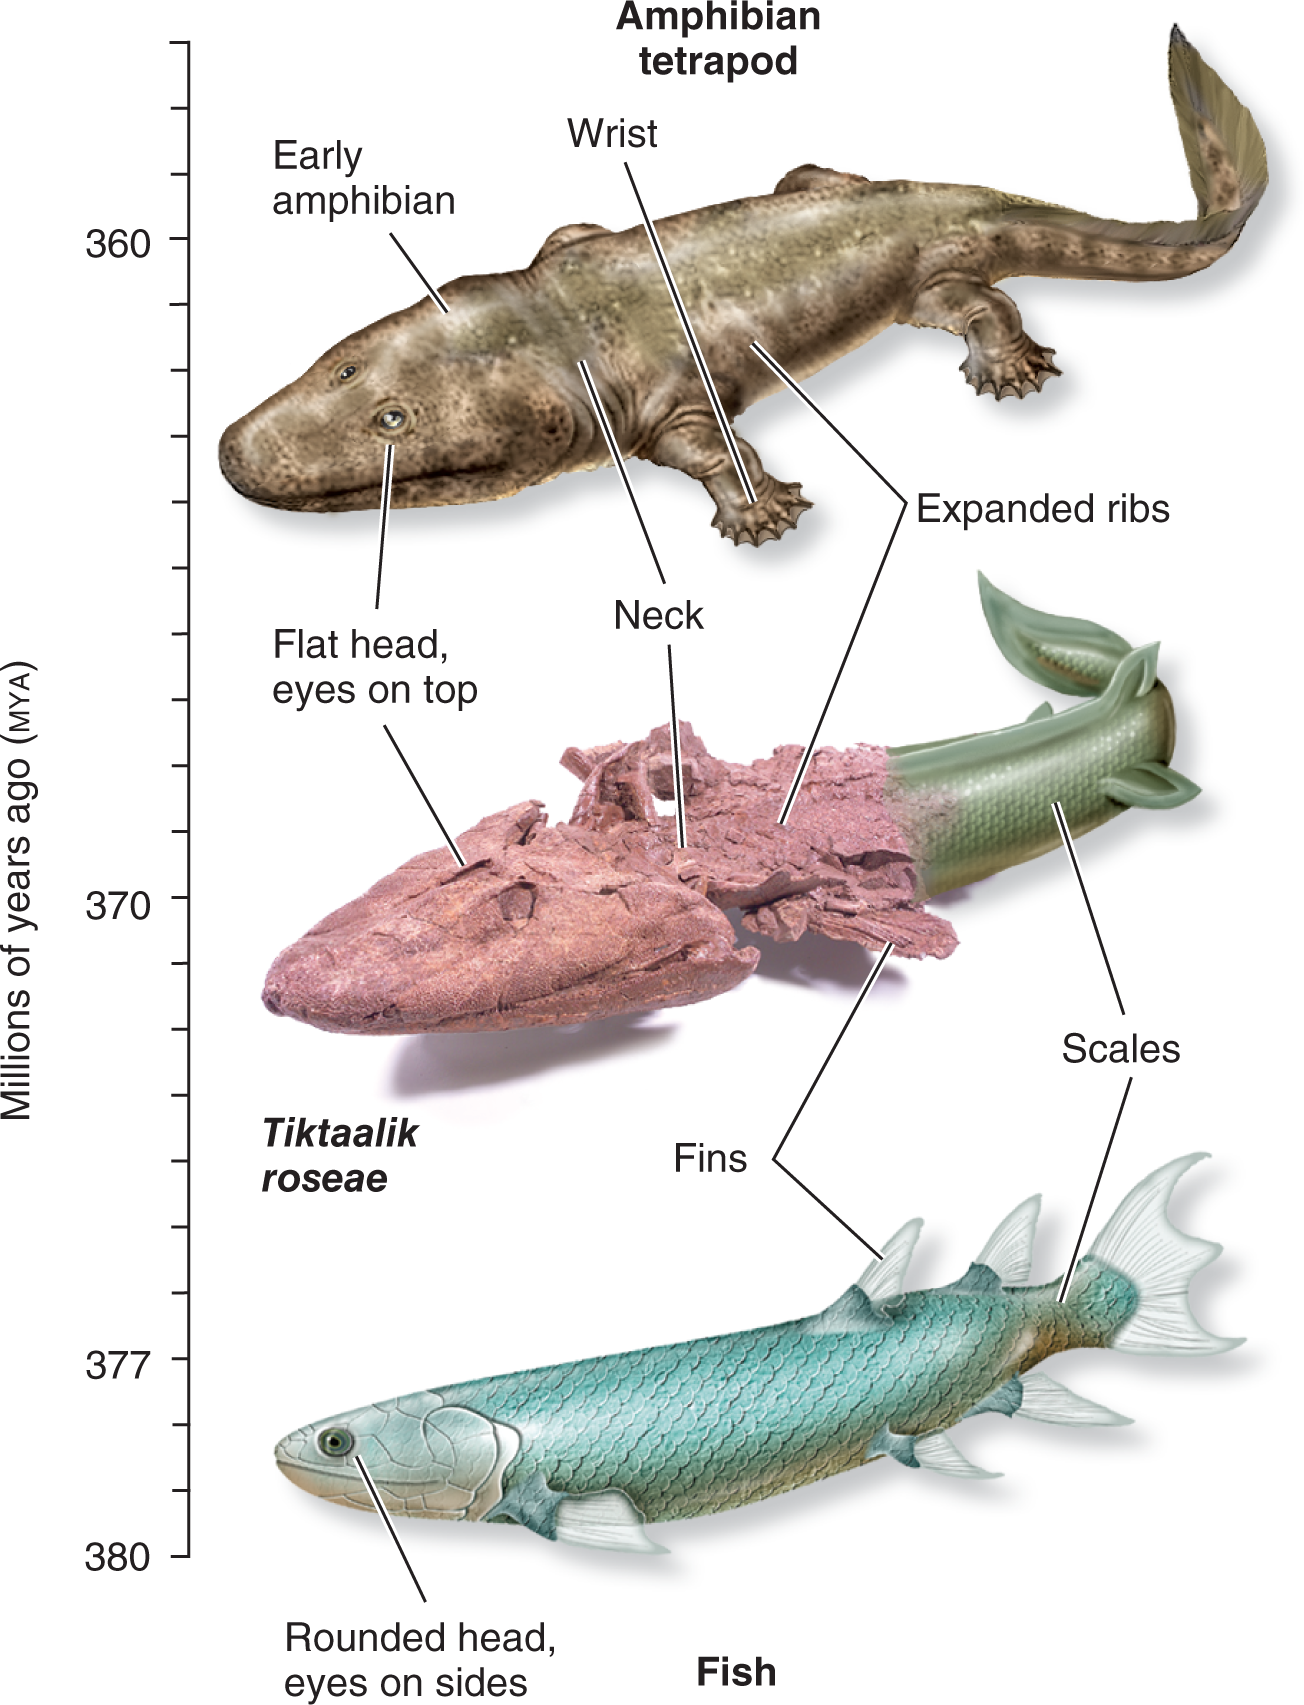 Amphibian
tetrapod
Wrist
Early
amphibian
360
Expanded ribs
Neck
Flat head,
eyes on top
Millions of years ago (MYA)
370
Scales
Tiktaalik
roseae
Fins
377
380
Rounded head,
eyes on sides
Fish